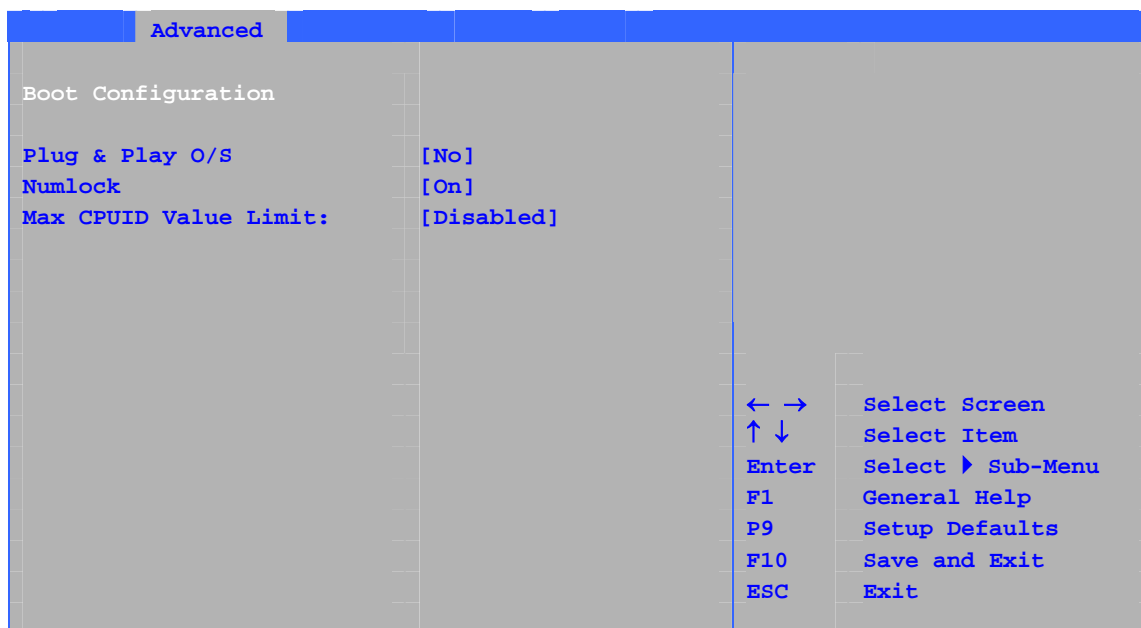 Advanced
Boot Configuration
Plug & Play O/S [No]
Numlock [On]
Max CPUID Value Limit: [Disabled]
← → Select Screen
↑ ↓ Select Item
Enter Select ▶ Sub-Menu
F1 General Help
P9 Setup Defaults
F10 Save and Exit
ESC Exit